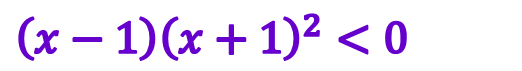 (x − 1)(x + 1)² < 0